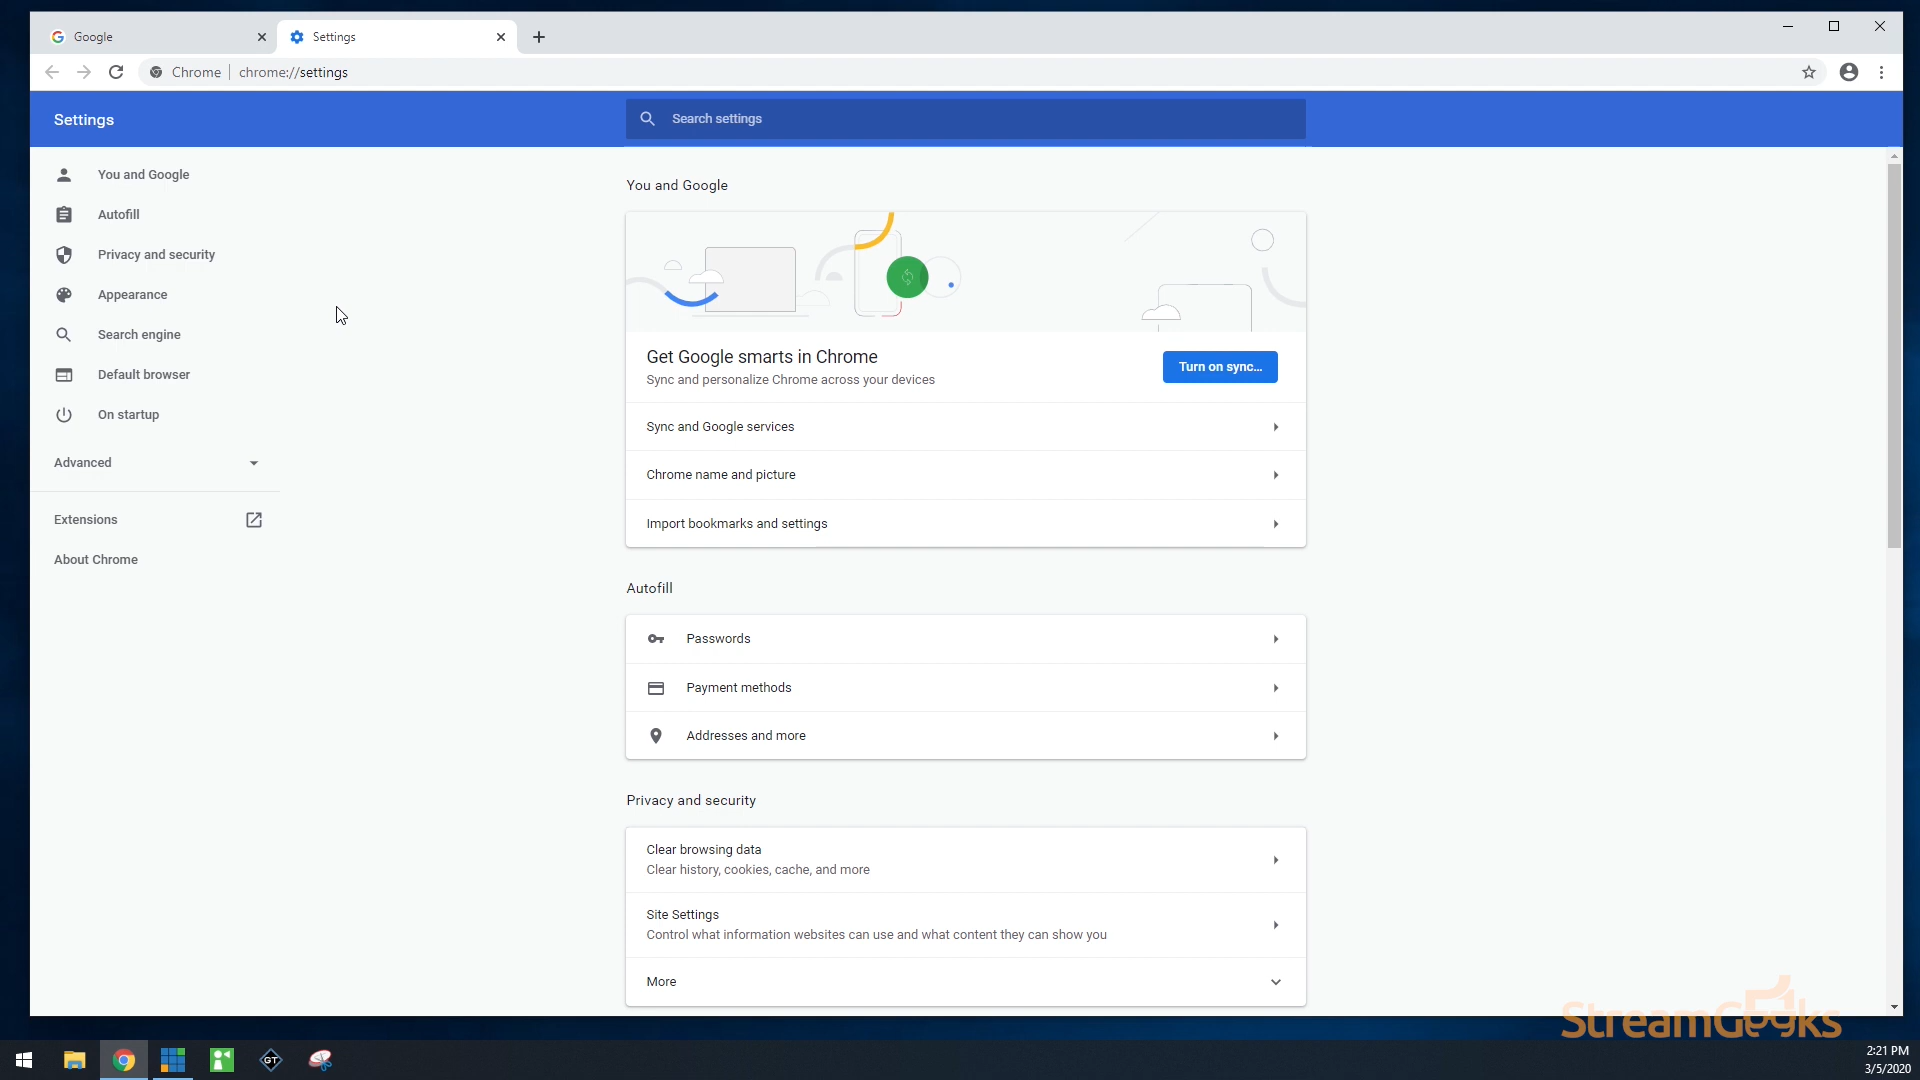 Google
Settings
Chrome
chrome://settings
Settings
Search settings
You and Google
Autofill
Privacy and security
Appearance
Search engine
Default browser
On startup
Advanced
Extensions
About Chrome
You and Google
Get Google smarts in Chrome
Sync and personalize Chrome across your devices
Turn on sync...
Sync and Google services
Chrome name and picture
Import bookmarks and settings
Autofill
Passwords
Payment methods
Addresses and more
Privacy and security
Clear browsing data
Clear history, cookies, cache, and more
Site Settings
Control what information websites can use and what content they can show you
More
StreamGeeks
GT
2:21 PM
3/5/2020